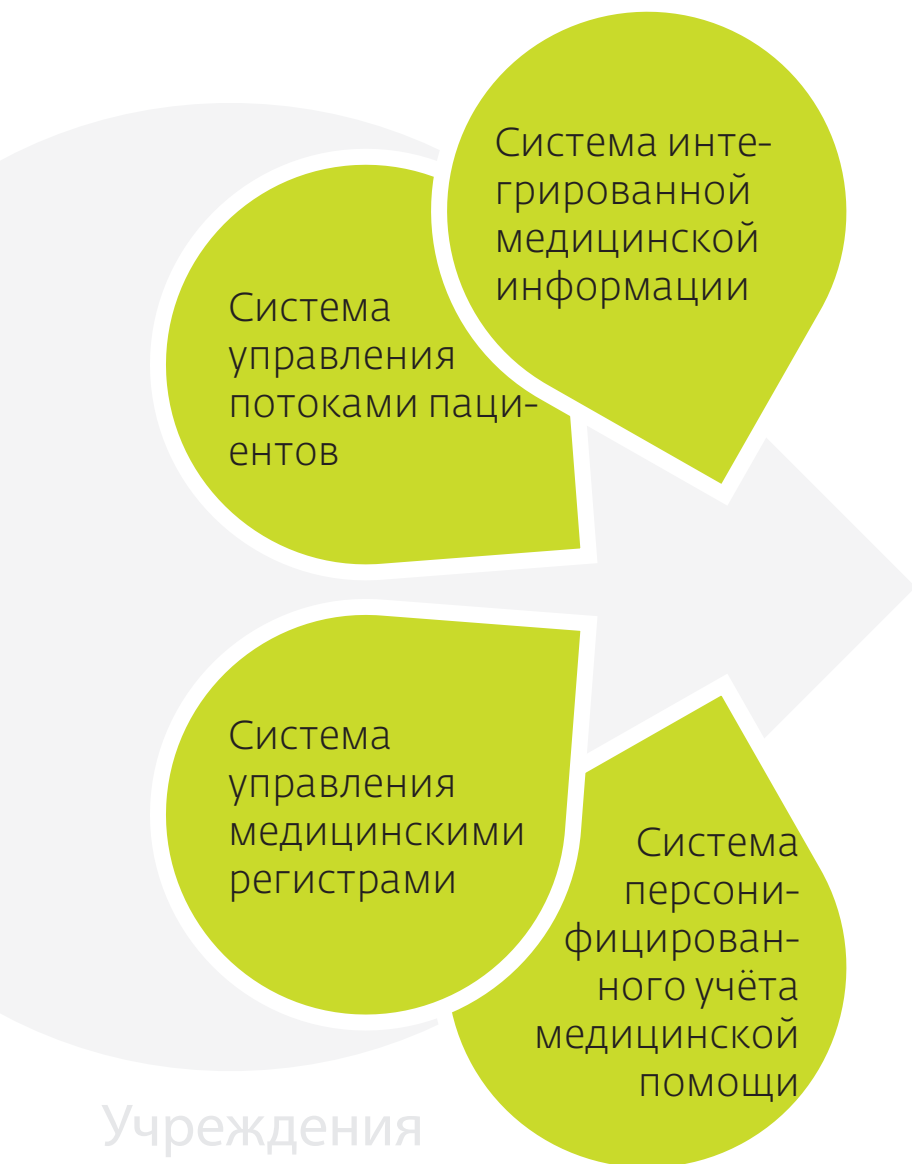 Система инте-
грированной
медицинской
информации
Система
управления
потоками паци-
ентов
Система
управления
медицинскими
регистрами
Система
персони-
фицирован-
ного учёта
медицинской
помощи
Учреждения